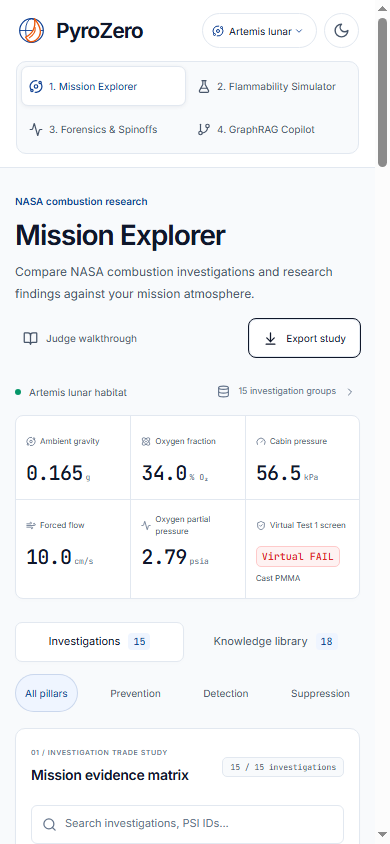 PyroZero
Artemis lunar
1. Mission Explorer
2. Flammability Simulator
3. Forensics & Spinoffs
4. GraphRAG Copilot
NASA combustion research
Mission Explorer
Compare NASA combustion investigations and research
findings against your mission atmosphere.
Judge walkthrough
Export study
Artemis lunar habitat
15 investigation groups
Ambient gravity
Oxygen fraction
Cabin pressure
0.165 g
34.0 % O₂
56.5 kPa
Forced flow
Oxygen partial
pressure
Virtual Test 1 screen
10.0 cm/s
2.79 psia
Virtual FAIL
Cast PMMA
Investigations 15
Knowledge library 18
All pillars
Prevention
Detection
Suppression
01 / INVESTIGATION TRADE STUDY
Mission evidence matrix
15 / 15 investigations
Search investigations, PSI IDs...